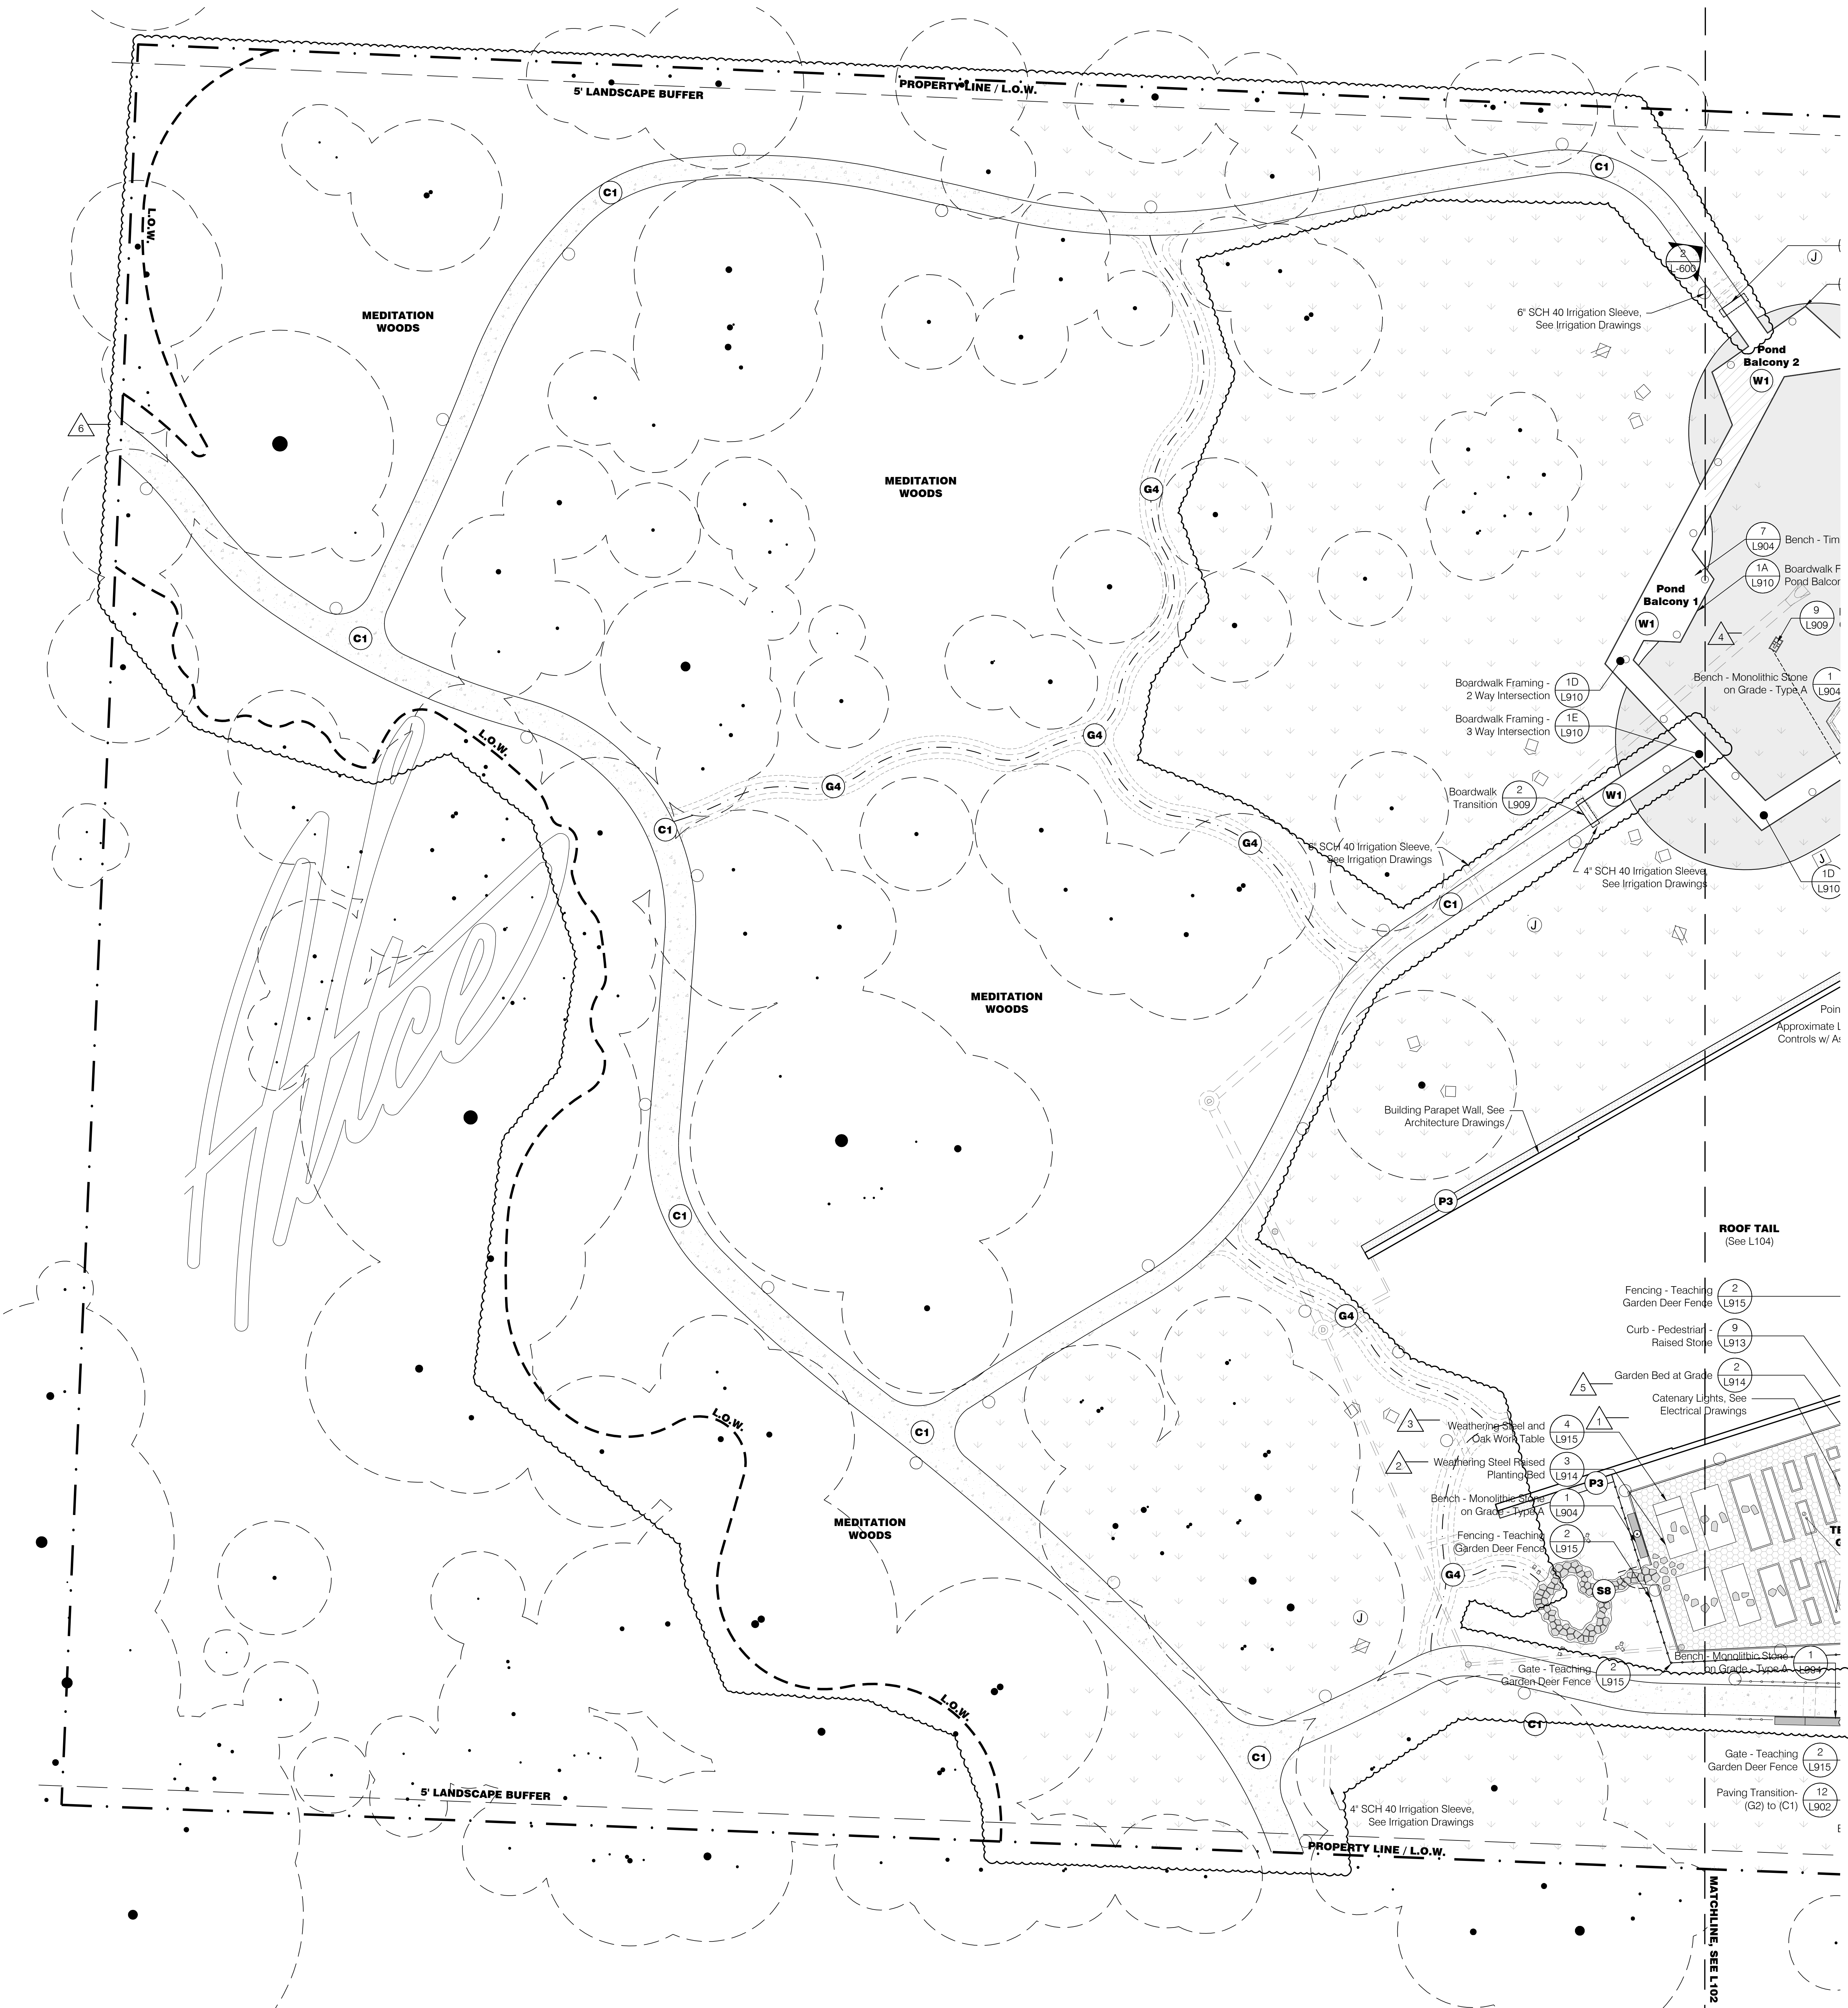 5' LANDSCAPE BUFFER
PROPERTY LINE / L.O.W.
C1
C1
L.O.W.
2
L-600
J
MEDITATION
WOODS
6" SCH 40 Irrigation Sleeve,
See Irrigation Drawings
Pond
Balcony 2
W1
6
MEDITATION
WOODS
G4
7
L904
Bench - Tim
1A
L910
Boardwalk F
Pond Balcor
Pond
Balcony 1
W1
9
L909
4
C1
Bench - Monolithic Stone
on Grade - Type A
1
L904
Boardwalk Framing -
2 Way Intersection
1D
L910
Boardwalk Framing -
3 Way Intersection
1E
L910
L.O.W.
G4
G4
Boardwalk
Transition
2
L909
W1
C1
G4
6" SCH 40 Irrigation Sleeve,
See Irrigation Drawings
4" SCH 40 Irrigation Sleeve,
See Irrigation Drawings
J
1D
L910
C1
J
MEDITATION
WOODS
Poin
Approximate L
Controls w/ As
Building Parapet Wall, See
Architecture Drawings
P3
C1
ROOF TAIL
(See L104)
Fencing - Teaching
Garden Deer Fence
2
L915
G4
Curb - Pedestrian -
Raised Stone
9
L913
Garden Bed at Grade
2
L914
5
Catenary Lights, See
Electrical Drawings
L.O.W.
C1
3
Weathering Steel and
Oak Work Table
4
L915
1
2
Weathering Steel Raised
Planting Bed
3
L914
P3
Bench - Monolithic Stone
on Grade - Type A
1
L904
MEDITATION
WOODS
Fencing - Teaching
Garden Deer Fence
2
L915
TE
G
G4
S8
J
Bench - Monolithic Stone
on Grade - Type A
1
L904
Gate - Teaching
Garden Deer Fence
2
L915
L.O.W.
C1
C1
Gate - Teaching
Garden Deer Fence
2
L915
5' LANDSCAPE BUFFER
Paving Transition-
(G2) to (C1)
12
L902
4" SCH 40 Irrigation Sleeve,
See Irrigation Drawings
PROPERTY LINE / L.O.W.
MATCHLINE, SEE L102